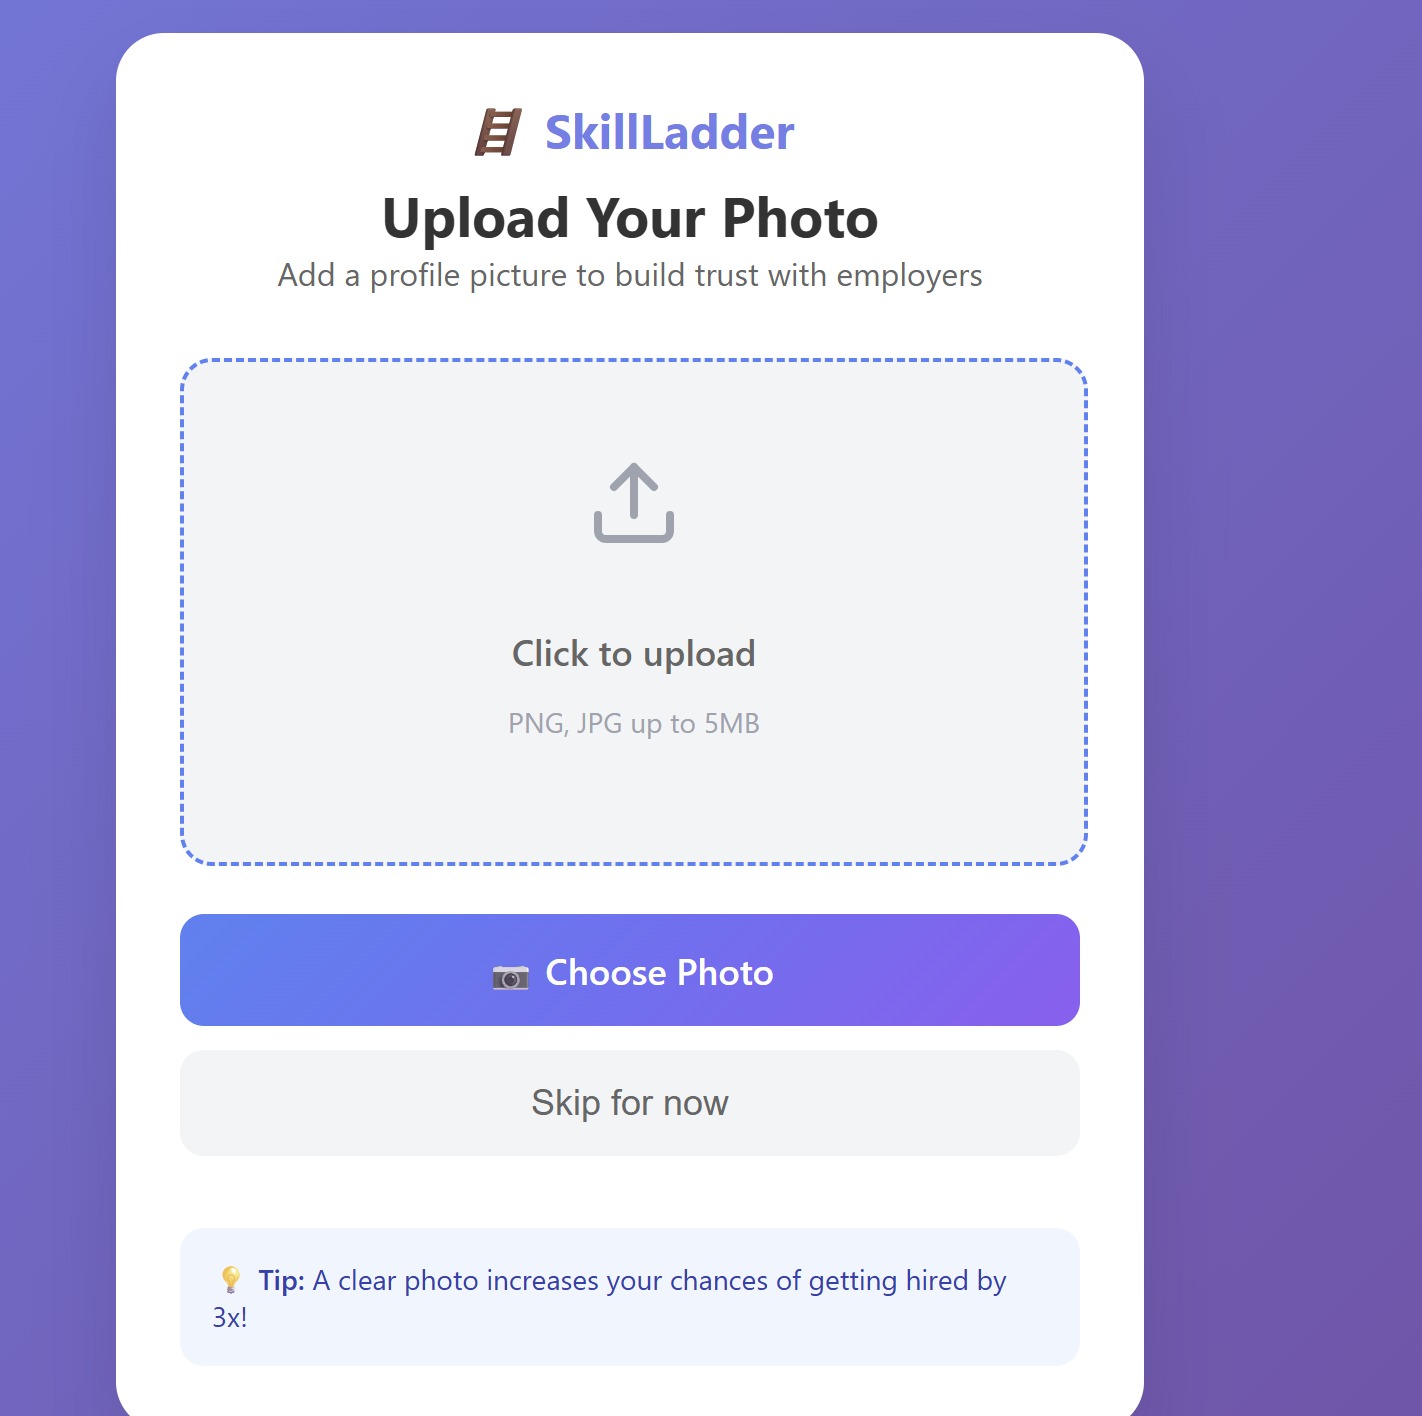 SkillLadder
Upload Your Photo
Add a profile picture to build trust with employers
Click to upload
PNG, JPG up to 5MB
Choose Photo
Skip for now
Tip: A clear photo increases your chances of getting hired by
3x!